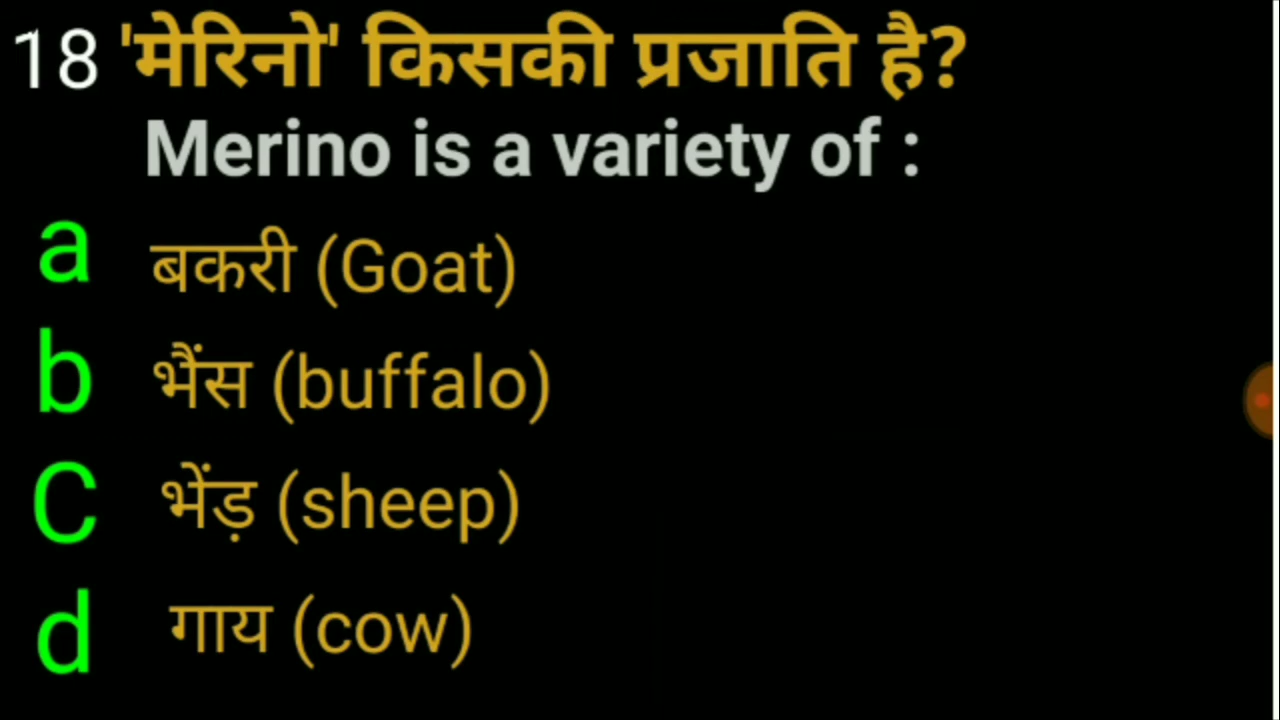 18 'मेरिनो' किसकी प्रजाति है?
Merino is a variety of :
a बकरी (Goat)
b भैंस (buffalo)
C भेंड़ (sheep)
d गाय (cow)